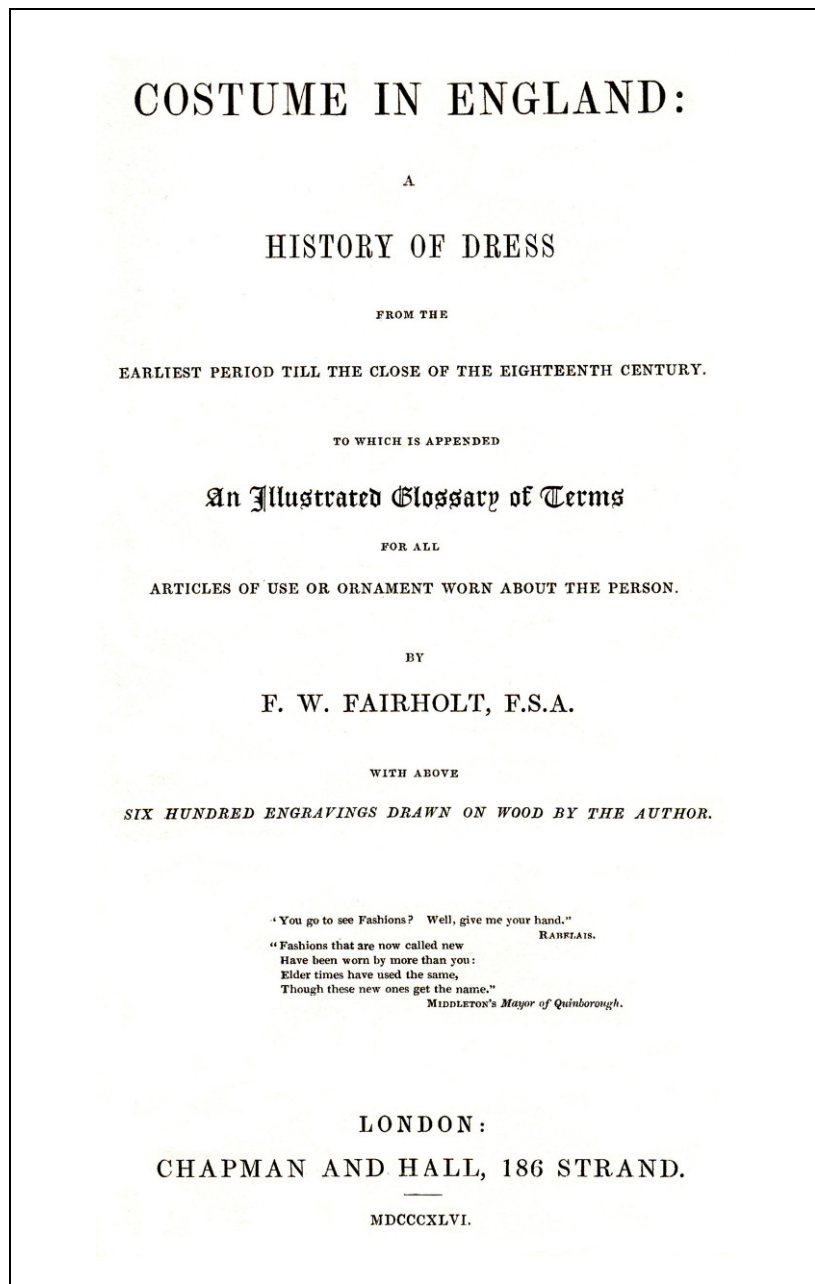 COSTUME IN ENGLAND:
A
HISTORY OF DRESS
FROM THE
EARLIEST PERIOD TILL THE CLOSE OF THE EIGHTEENTH CENTURY.
TO WHICH IS APPENDED
An Illustrated Glossary of Terms
FOR ALL
ARTICLES OF USE OR ORNAMENT WORN ABOUT THE PERSON.
BY
F. W. FAIRHOLT, F.S.A.
WITH ABOVE
SIX HUNDRED ENGRAVINGS DRAWN ON WOOD BY THE AUTHOR.
‘You go to see Fashions? Well, give me your hand.”
RABELAIS.
“Fashions that are now called new
Have been worn by more than you:
Elder times have used the same,
Though these new ones get the name.”
MIDDLETON'S Mayor of Quinborough.
LONDON:
CHAPMAN AND HALL, 186 STRAND.
MDCCCXLVI.